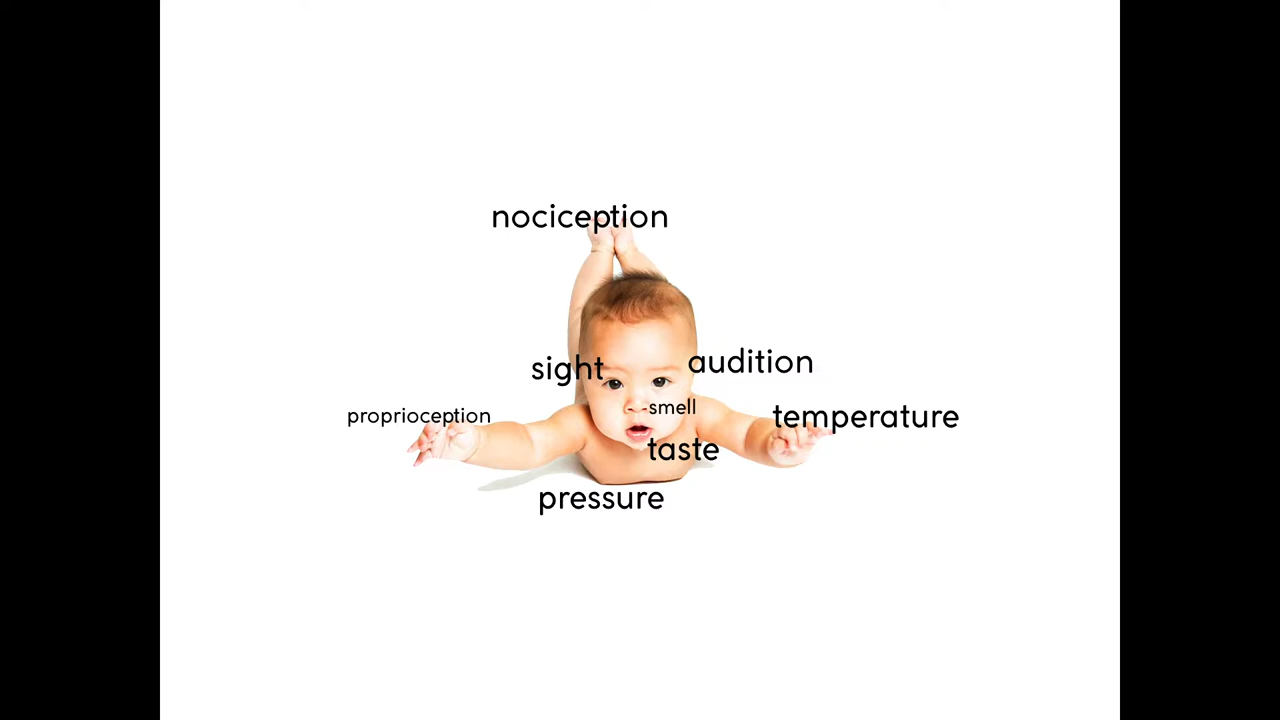 nociception
sight
audition
smell
proprioception
temperature
taste
pressure